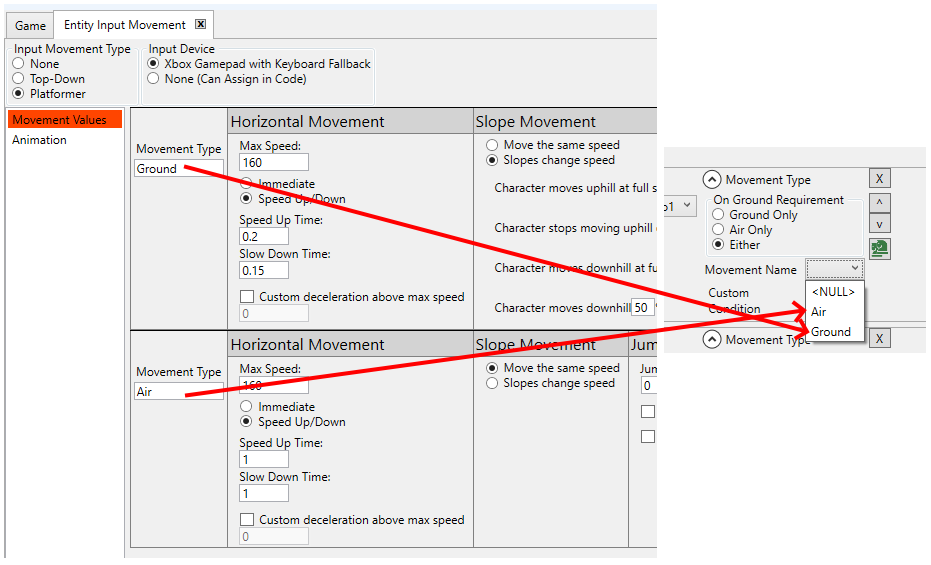 Game
Entity Input Movement
Input Movement Type
None
Top-Down
Platformer
Input Device
Xbox Gamepad with Keyboard Fallback
None (Can Assign in Code)
Movement Values
Animation
Movement Type
Ground
Horizontal Movement
Max Speed:
160
Immediate
Speed Up/Down
Speed Up Time:
0.2
Slow Down Time:
0.15
Custom deceleration above max speed
0
Slope Movement
Move the same speed
Slopes change speed
Character moves uphill at full s
Character stops moving uphill
Character moves downhill at fu
Character moves downhill
50
Movement Type
Air
Horizontal Movement
Max Speed:
160
Immediate
Speed Up/Down
Speed Up Time:
1
Slow Down Time:
1
Custom deceleration above max speed
0
Slope Movement
Move the same speed
Slopes change speed
Jum
Jum
0
Movement Type
X
On Ground Requirement
Ground Only
Air Only
Either
^
v
Movement Name
<NULL>
Air
Ground
Custom
Condition
Movement Type
X